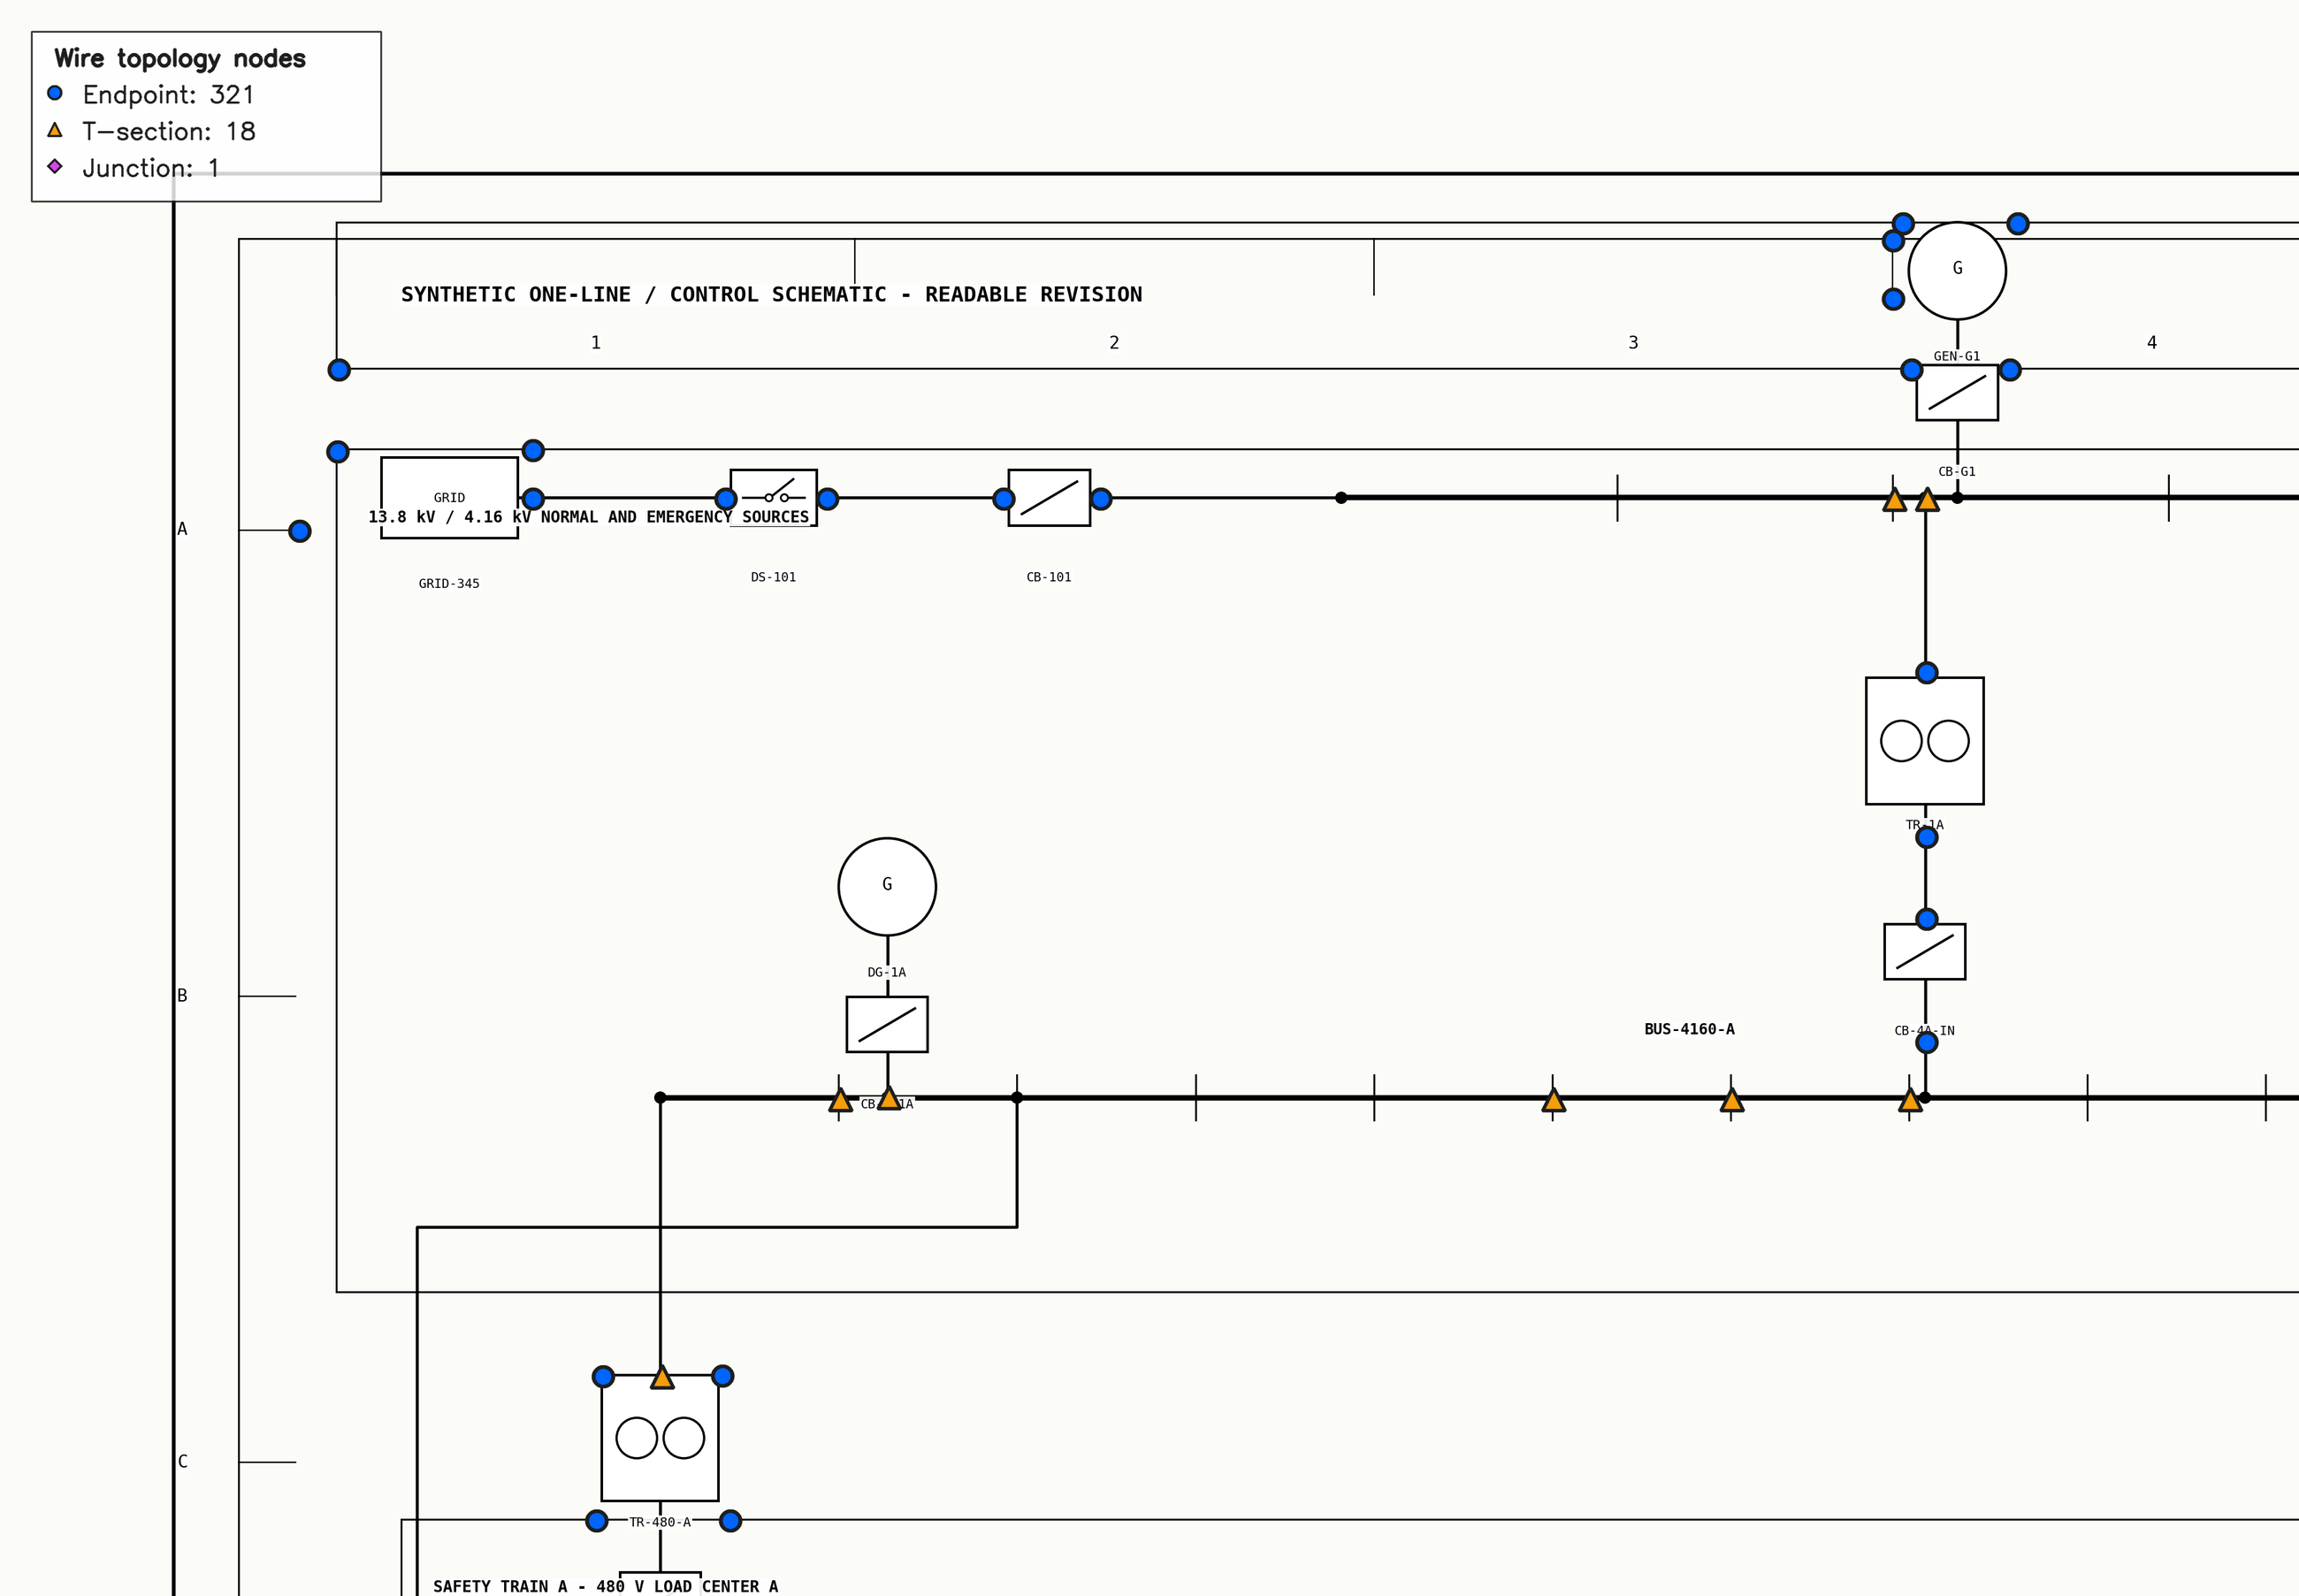 Wire topology nodes
Endpoint: 321
T-section: 18
Junction: 1
SYNTHETIC ONE-LINE / CONTROL SCHEMATIC - READABLE REVISION
G
1
2
3
4
GEN-G1
CB-G1
GRID
13.8 kV / 4.16 kV NORMAL AND EMERGENCY SOURCES
A
GRID-345
DS-101
CB-101
TR-1A
G
DG-1A
B
BUS-4160-A
CB-4A-IN
C
TR-480-A
SAFETY TRAIN A - 480 V LOAD CENTER A